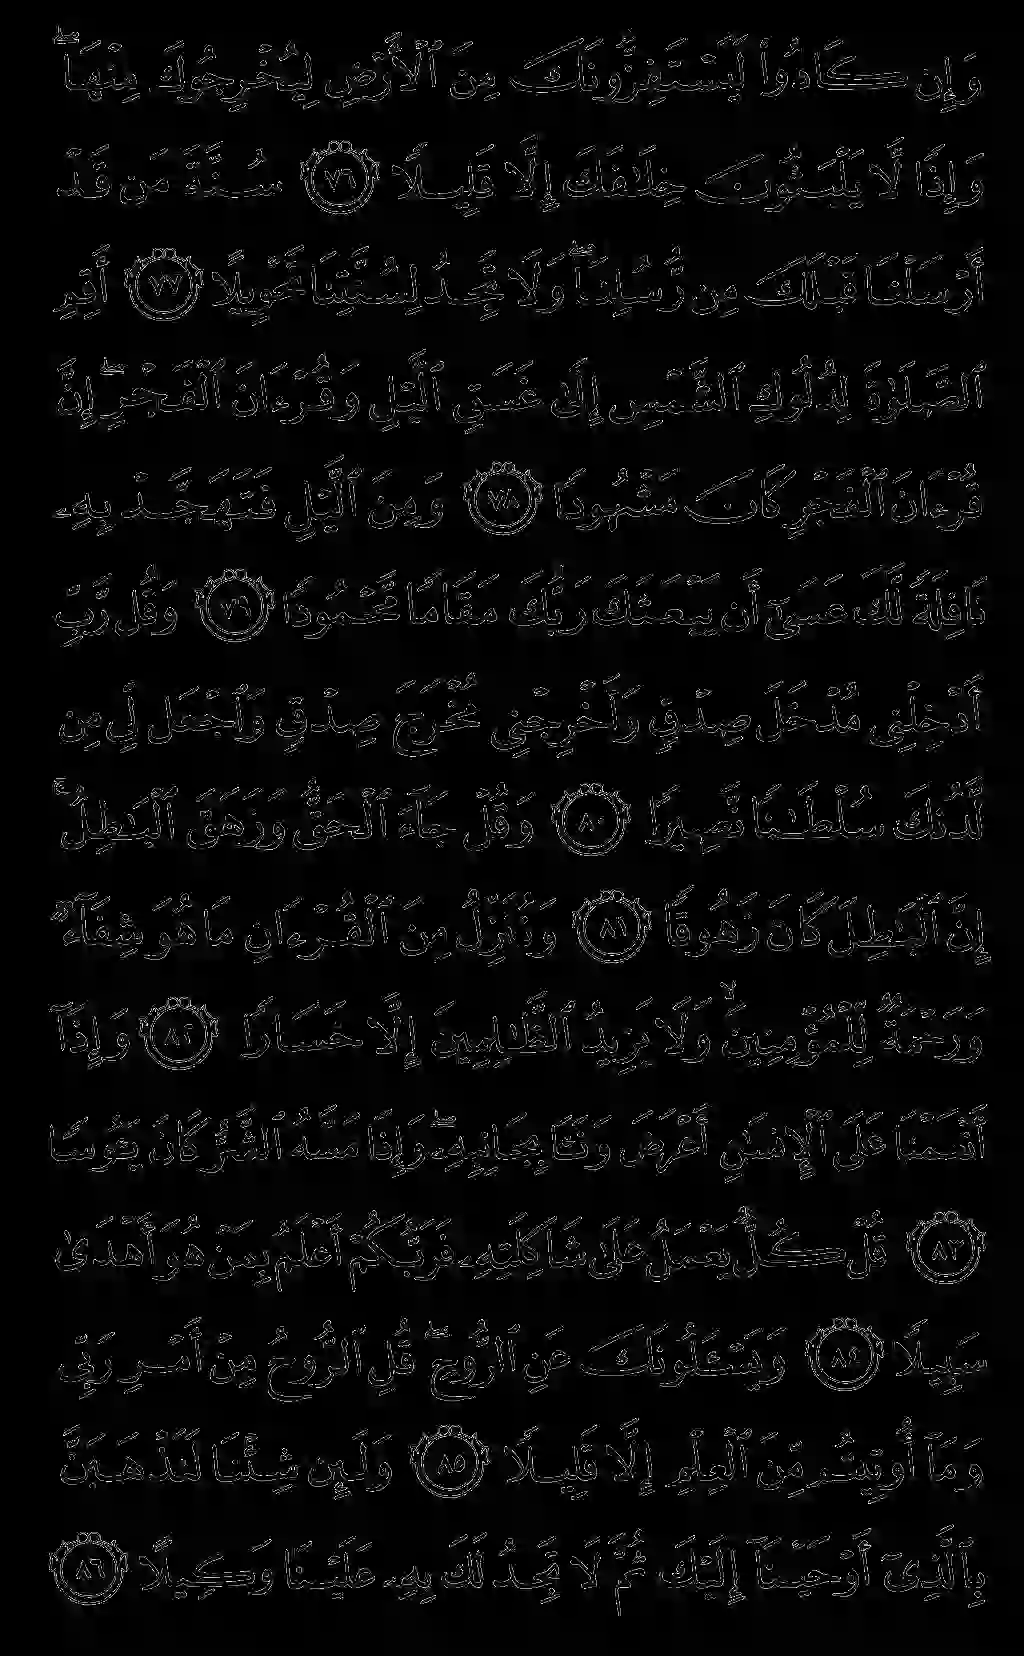 وَإِن كَادُوا۟ لَيَسْتَفِزُّونَكَ مِنَ ٱلْأَرْضِ لِيُخْرِجُوكَ مِنْهَا ۖ
وَإِذًا لَّا يَلْبَثُونَ خِلَـٰفَكَ إِلَّا قَلِيلًا ٧٦ سُنَّةَ مَن قَدْ
أَرْسَلْنَا قَبْلَكَ مِن رُّسُلِنَا ۖ وَلَا تَجِدُ لِسُنَّتِنَا تَحْوِيلًا ٧٧ أَقِمِ
ٱلصَّلَوٰةَ لِدُلُوكِ ٱلشَّمْسِ إِلَىٰ غَسَقِ ٱلَّيْلِ وَقُرْءَانَ ٱلْفَجْرِ ۖ إِنَّ
قُرْءَانَ ٱلْفَجْرِ كَانَ مَشْهُودًا ٧٨ وَمِنَ ٱلَّيْلِ فَتَهَجَّدْ بِهِۦ
نَافِلَةً لَّكَ عَسَىٰٓ أَن يَبْعَثَكَ رَبُّكَ مَقَامًا مَّحْمُودًا ٧٩ وَقُل رَّبِّ
أَدْخِلْنِى مُدْخَلَ صِدْقٍ وَأَخْرِجْنِى مُخْرَجَ صِدْقٍ وَٱجْعَل لِّى مِن
لَّدُنكَ سُلْطَـٰنًا نَّصِيرًا ٨٠ وَقُلْ جَآءَ ٱلْحَقُّ وَزَهَقَ ٱلْبَـٰطِلُ ۚ
إِنَّ ٱلْبَـٰطِلَ كَانَ زَهُوقًا ٨١ وَنُنَزِّلُ مِنَ ٱلْقُرْءَانِ مَا هُوَ شِفَآءٌ
وَرَحْمَةٌ لِّلْمُؤْمِنِينَ ۙ وَلَا يَزِيدُ ٱلظَّـٰلِمِينَ إِلَّا خَسَارًا ٨٢ وَإِذَآ
أَنْعَمْنَا عَلَى ٱلْإِنسَـٰنِ أَعْرَضَ وَنَـَٔا بِجَانِبِهِۦ ۖ وَإِذَا مَسَّهُ ٱلشَّرُّ كَانَ يَـُٔوسًا
٨٣ قُلْ كُلٌّ يَعْمَلُ عَلَىٰ شَاكِلَتِهِۦ فَرَبُّكُمْ أَعْلَمُ بِمَنْ هُوَ أَهْدَىٰ
سَبِيلًا ٨٤ وَيَسْـَٔلُونَكَ عَنِ ٱلرُّوحِ ۖ قُلِ ٱلرُّوحُ مِنْ أَمْرِ رَبِّى
وَمَآ أُوتِيتُم مِّنَ ٱلْعِلْمِ إِلَّا قَلِيلًا ٨٥ وَلَئِن شِئْنَا لَنَذْهَبَنَّ
بِٱلَّذِىٓ أَوْحَيْنَآ إِلَيْكَ ثُمَّ لَا تَجِدُ لَكَ بِهِۦ عَلَيْنَا وَكِيلًا ٨٦